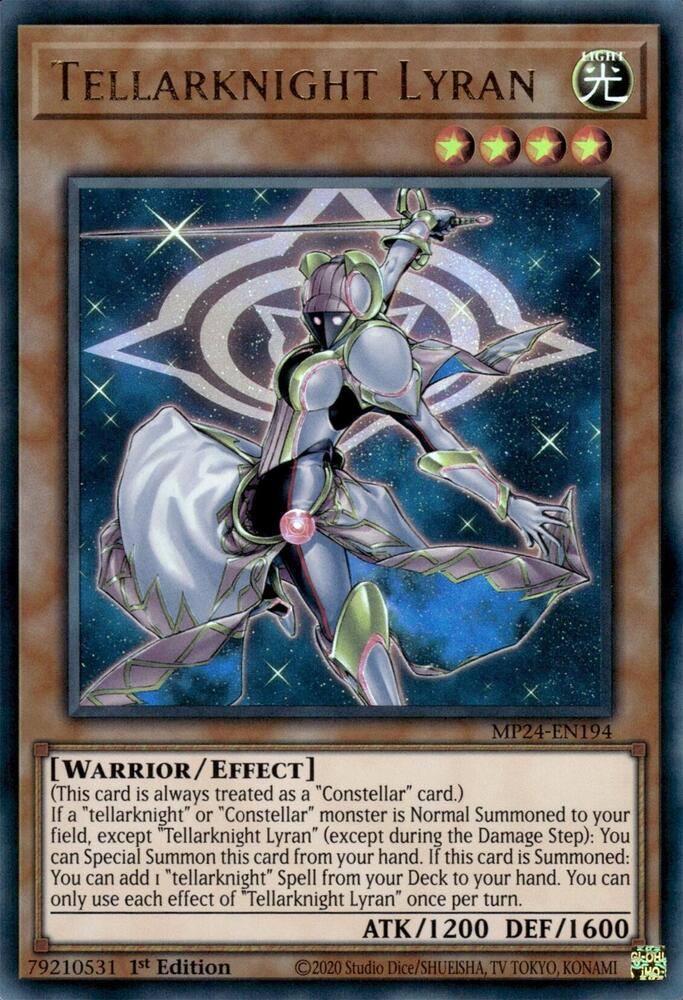 TELLARKNIGHT LYRAN
LIGHT
光
MP24-EN194
[WARRIOR/EFFECT]
(This card is always treated as a "Constellar" card.)
If a "tellarknight" or "Constellar" monster is Normal Summoned to your
field, except "Tellarknight Lyran" (except during the Damage Step): You
can Special Summon this card from your hand. If this card is Summoned:
You can add 1 "tellarknight" Spell from your Deck to your hand. You can
only use each effect of "Tellarknight Lyran" once per turn.
ATK/1200 DEF/1600
79210531 1st Edition
©2020 Studio Dice/SHUEISHA, TV TOKYO, KONAMI